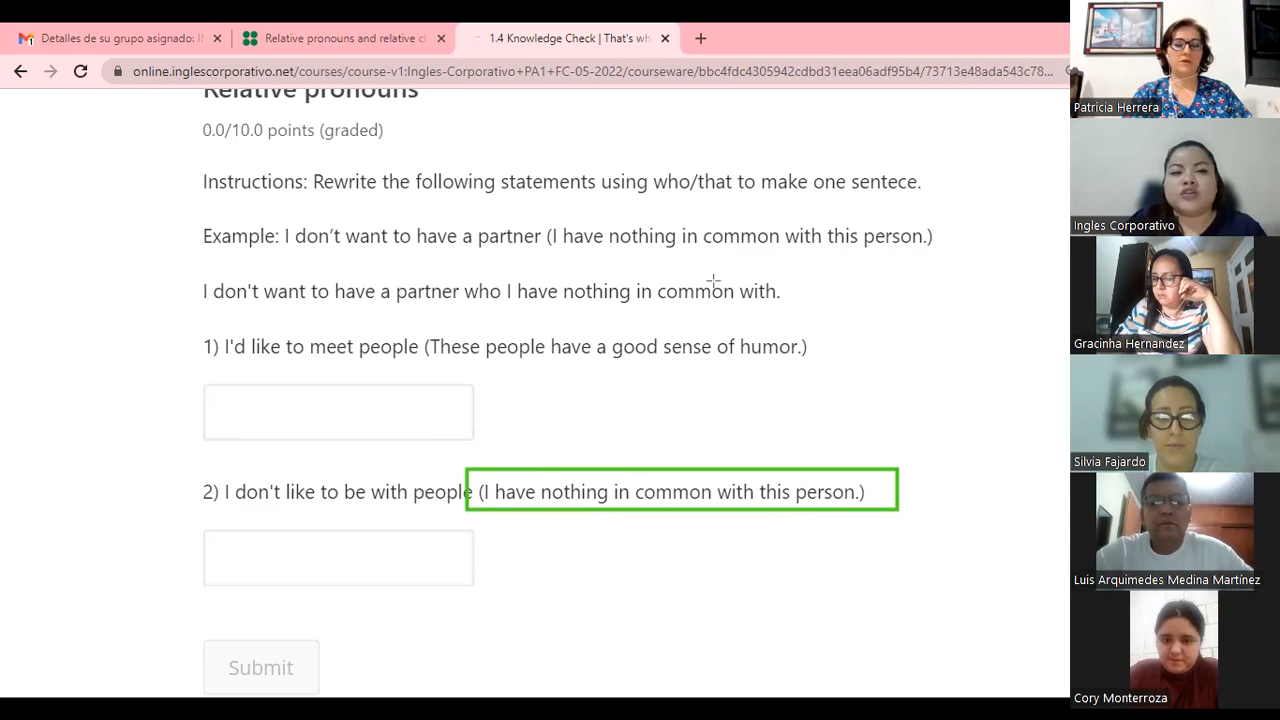 Detalles de su grupo asignado: I
Relative pronouns and relative cl
1.4 Knowledge Check | That's wh
online.inglescorporativo.net/courses/course-v1:Ingles-Corporativo+PA1+FC-05-2022/courseware/bbc4fdc4305942cdbd31eea06adf95b4/73713e48ada543c78...
Relative pronouns
0.0/10.0 points (graded)
Instructions: Rewrite the following statements using who/that to make one sentece.
Example: I don’t want to have a partner (I have nothing in common with this person.)
I don't want to have a partner who I have nothing in common with.
1) I'd like to meet people (These people have a good sense of humor.)
2) I don't like to be with people (I have nothing in common with this person.)
Submit
Patricia Herrera
Ingles Corporativo
Gracinha Hernandez
Silvia Fajardo
Luis Arquimedes Medina Martínez
Cory Monterroza